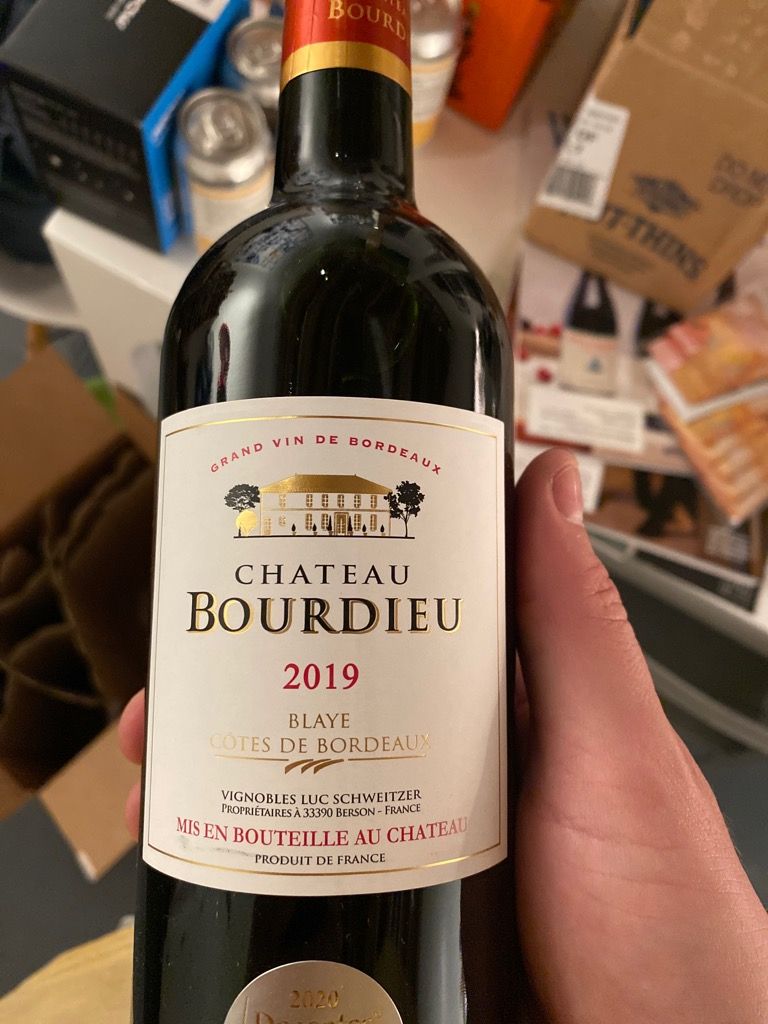 BOURD
GRAND VIN DE BORDEAUX
CHATEAU
BOURDIEU
2019
BLAYE
CÔTES DE BORDEAUX
VIGNOBLES LUC SCHWEITZER
PROPRIÉTAIRES À 33390 BERSON - FRANCE
MIS EN BOUTEILLE AU CHATEAU
PRODUIT DE FRANCE
2020
Decanter